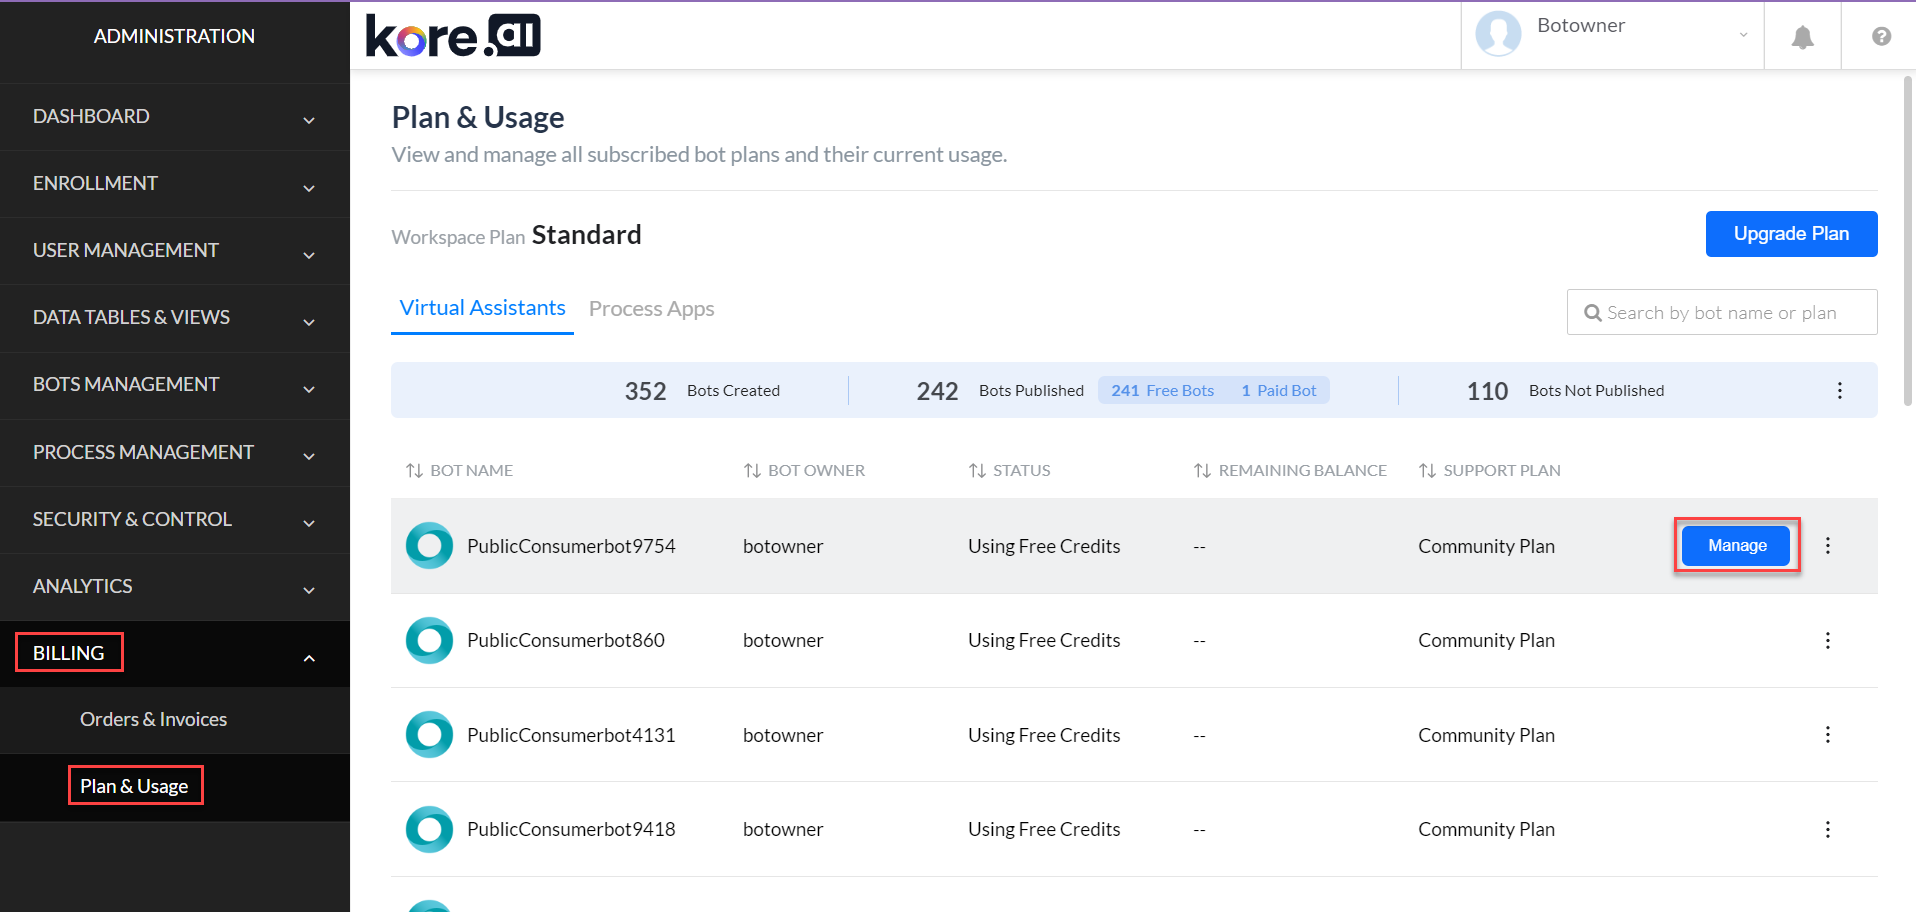 ADMINISTRATION
DASHBOARD
ENROLLMENT
USER MANAGEMENT
DATA TABLES & VIEWS
BOTS MANAGEMENT
PROCESS MANAGEMENT
SECURITY & CONTROL
ANALYTICS
BILLING
Orders & Invoices
Plan & Usage
kore.ai
Botowner
?
Plan & Usage
View and manage all subscribed bot plans and their current usage.
Workspace Plan Standard
Upgrade Plan
Virtual Assistants Process Apps
Search by bot name or plan
352 Bots Created 242 Bots Published 241 Free Bots 1 Paid Bot 110 Bots Not Published
BOT NAME BOT OWNER STATUS REMAINING BALANCE SUPPORT PLAN
PublicConsumerbot9754 botowner Using Free Credits -- Community Plan Manage
PublicConsumerbot860 botowner Using Free Credits -- Community Plan
PublicConsumerbot4131 botowner Using Free Credits -- Community Plan
PublicConsumerbot9418 botowner Using Free Credits -- Community Plan